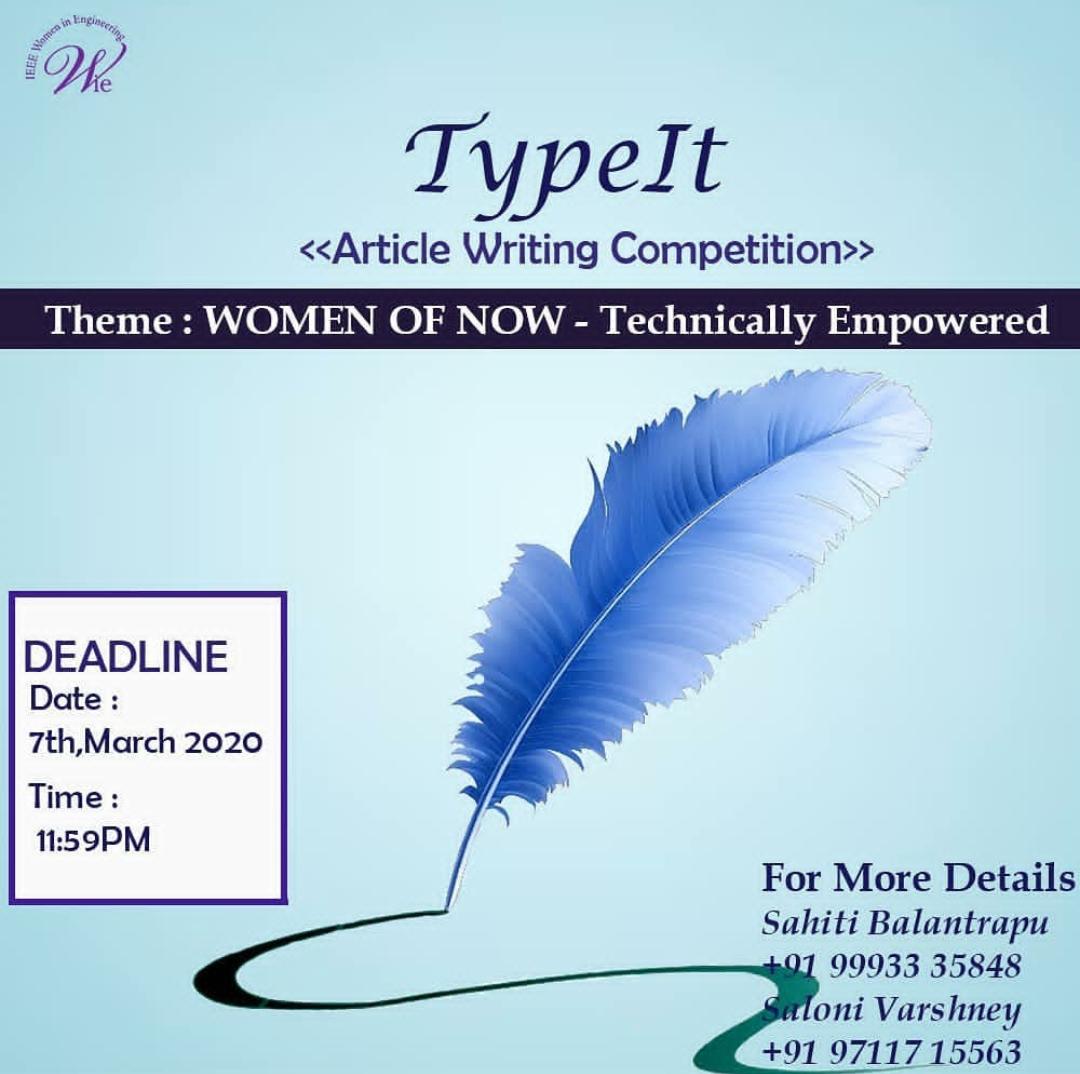 IEEE Women in Engineering
Wie
TypeIt
<<Article Writing Competition>>
Theme : WOMEN OF NOW - Technically Empowered
DEADLINE
Date :
7th,March 2020
Time :
11:59PM
For More Details
Sahiti Balantrapu
+91 99933 35848
Saloni Varshney
+91 97117 15563